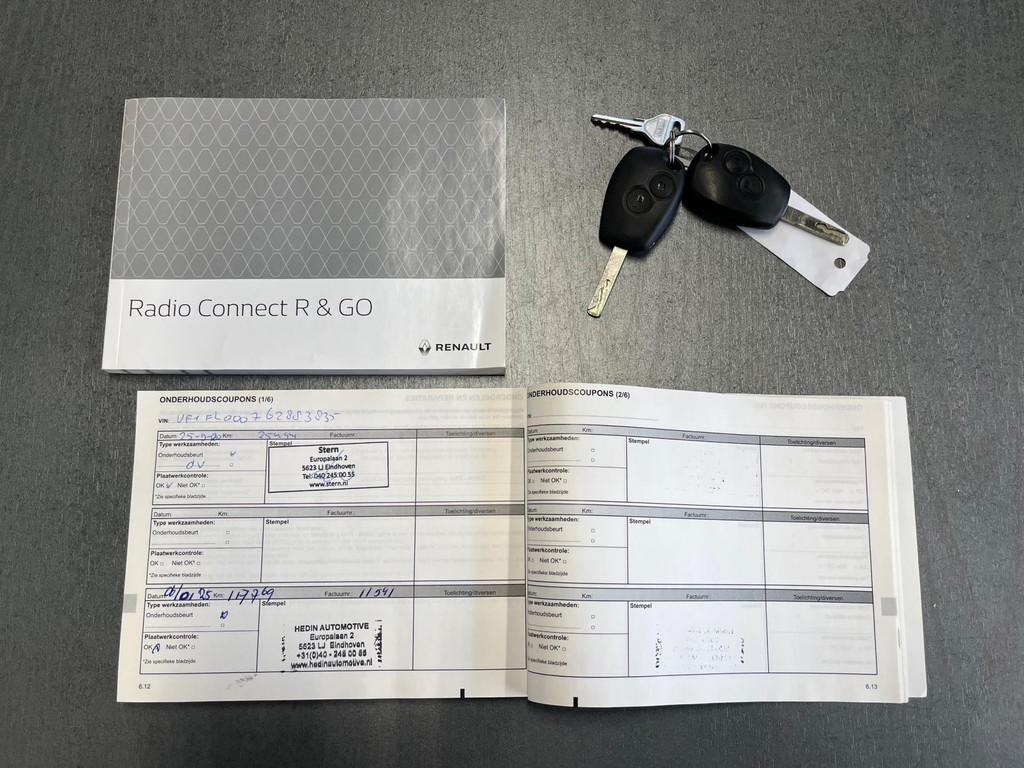 Radio Connect R & GO
RENAULT
ONDERHOUDSCOUPONS (1/6)
VIN:
Datum: Km: Factuurnr.: Toelichting/diversen
Type werkzaamheden: Stempel
Onderhoudsbeurt
Plaatwerkcontrole:
OK Niet OK*
*Zie specifieke bladzijde
Stern
Europalaan 2
5623 LJ Eindhoven
Tel: 040 245 00 55
www.stern.nl
Datum: Km: Factuurnr.: Toelichting/diversen
Type werkzaamheden: Stempel
Onderhoudsbeurt
Plaatwerkcontrole:
OK Niet OK*
*Zie specifieke bladzijde
Datum: Km: 117769 Factuurnr.: 11541 Toelichting/diversen
Type werkzaamheden: Stempel
Onderhoudsbeurt
Plaatwerkcontrole:
OK Niet OK*
*Zie specifieke bladzijde
HEDIN AUTOMOTIVE
Europalaan 2
5623 LJ Eindhoven
www.hedinautomotive.nl
6.12
ONDERHOUDSCOUPONS (2/6)
Datum: Km: Factuurnr.: Toelichting/diversen
Type werkzaamheden: Stempel
Onderhoudsbeurt
Plaatwerkcontrole:
OK Niet OK*
*Zie specifieke bladzijde
Datum: Km: Factuurnr.: Toelichting/diversen
Type werkzaamheden: Stempel
Onderhoudsbeurt
Plaatwerkcontrole:
OK Niet OK*
*Zie specifieke bladzijde
Datum: Km: Factuurnr.: Toelichting/diversen
Type werkzaamheden: Stempel
Onderhoudsbeurt
Plaatwerkcontrole:
OK Niet OK*
*Zie specifieke bladzijde
6.13